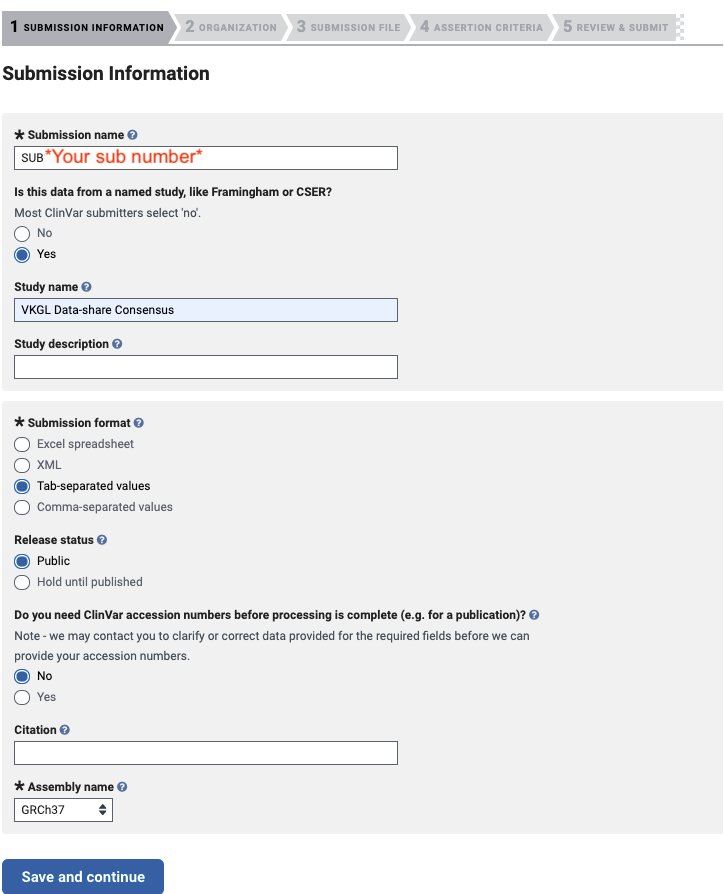 1 SUBMISSION INFORMATION 2 ORGANIZATION 3 SUBMISSION FILE 4 ASSERTION CRITERIA 5 REVIEW & SUBMIT
Submission Information
* Submission name ?
SUB*Your sub number*
Is this data from a named study, like Framingham or CSER?
Most ClinVar submitters select 'no'.
No
Yes
Study name ?
VKGL Data-share Consensus
Study description ?
* Submission format ?
Excel spreadsheet
XML
Tab-separated values
Comma-separated values
Release status ?
Public
Hold until published
Do you need ClinVar accession numbers before processing is complete (e.g. for a publication)? ?
Note - we may contact you to clarify or correct data provided for the required fields before we can
provide your accession numbers.
No
Yes
Citation ?
* Assembly name ?
GRCh37
Save and continue